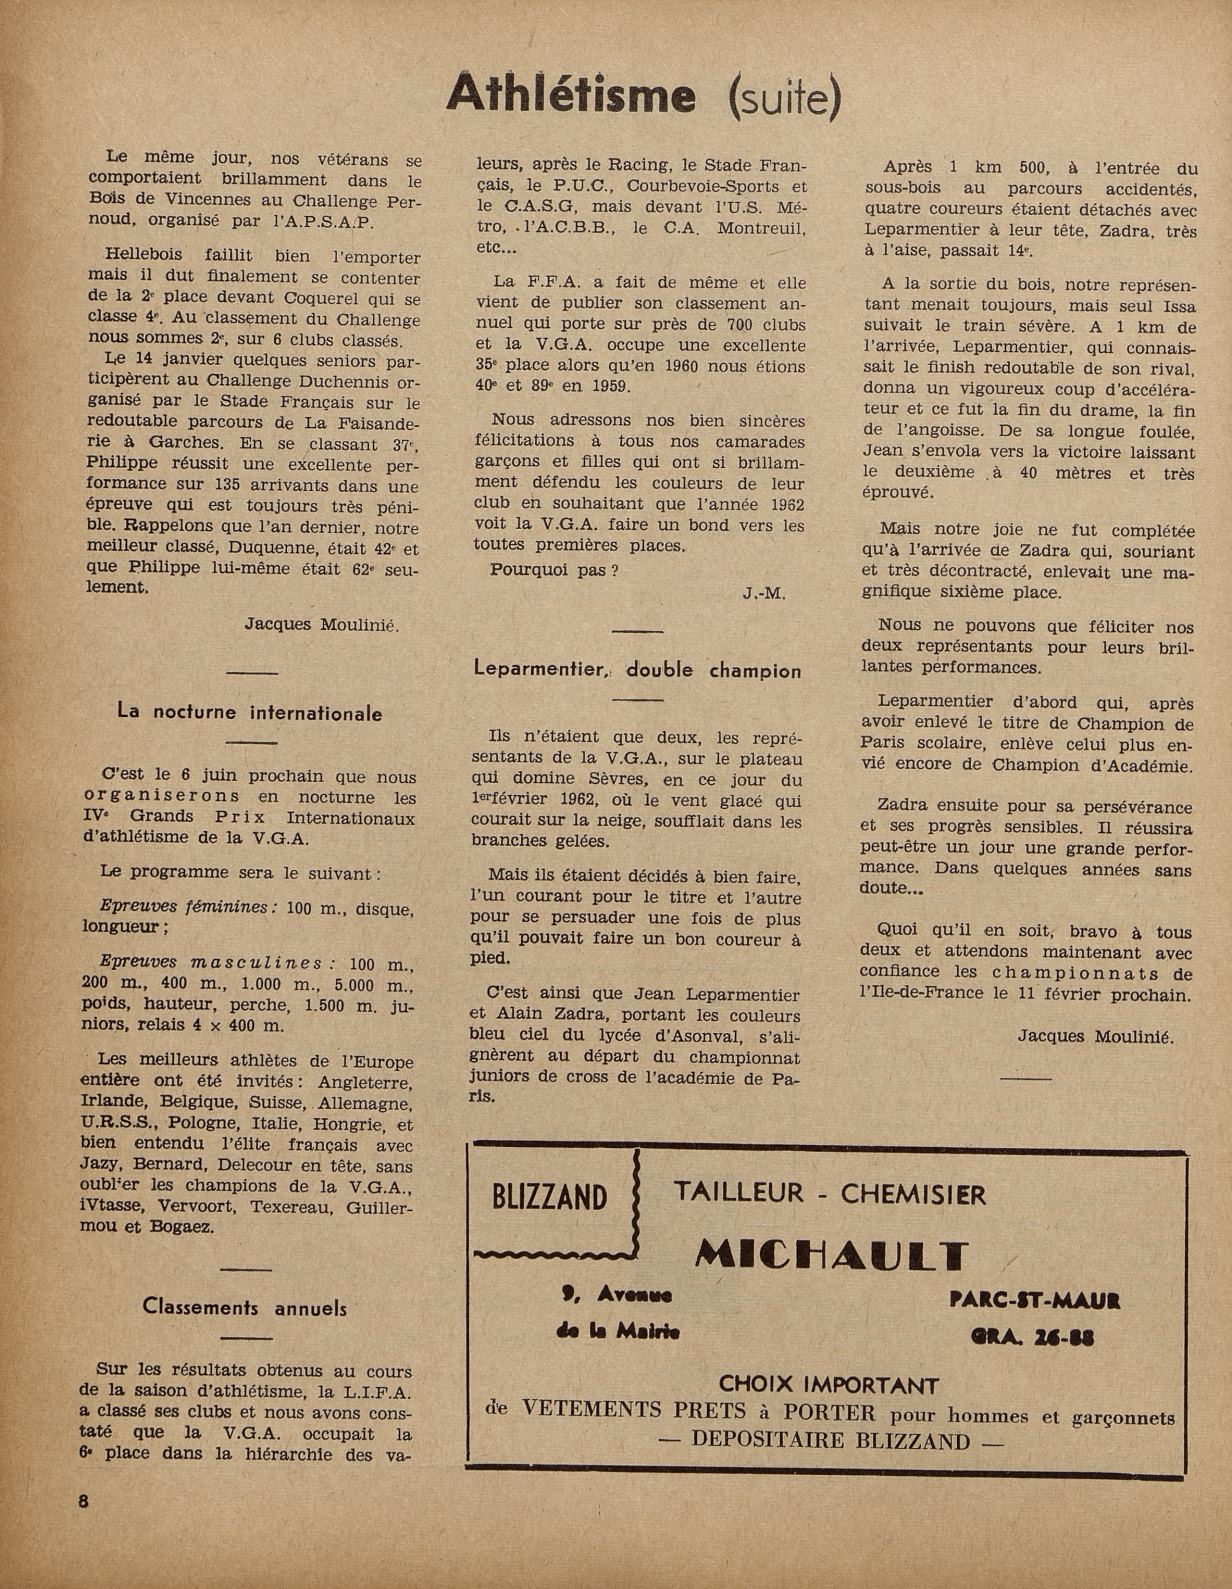 Athlétisme (suite)
Le même jour, nos vétérans se
comportaient brillamment dans le
Bois de Vincennes au Challenge Per-
noud, organisé par l'A.P.S.A.P.
Hellebois faillit bien l'emporter
mais il dut finalement se contenter
de la 2e place devant Coquerel qui se
classe 4e. Au classement du Challenge
nous sommes 2e, sur 6 clubs classés.
Le 14 janvier quelques seniors par-
ticipèrent au Challenge Duchennis or-
ganisé par le Stade Français sur le
redoutable parcours de La Faisande-
rie à Garches. En se classant 37e,
Philippe réussit une excellente per-
formance sur 135 arrivants dans une
épreuve qui est toujours très péni-
ble. Rappelons que l'an dernier, notre
meilleur classé, Duquenne, était 42e et
que Philippe lui-même était 62e seu-
lement.
Jacques Moulinié.
La nocturne internationale
C'est le 6 juin prochain que nous
organiserons en nocturne les
IVe Grands Prix Internationaux
d'athlétisme de la V.G.A.
Le programme sera le suivant :
Epreuves féminines : 100 m., disque,
longueur ;
Epreuves masculines : 100 m.,
200 m., 400 m., 1.000 m., 5.000 m.,
poids, hauteur, perche, 1.500 m. ju-
niors, relais 4 × 400 m.
Les meilleurs athlètes de l'Europe
entière ont été invités : Angleterre,
Irlande, Belgique, Suisse, Allemagne,
U.R.S.S., Pologne, Italie, Hongrie, et
bien entendu l'élite français avec
Jazy, Bernard, Delecour en tête, sans
oublier les champions de la V.G.A.,
iVtasse, Vervoort, Texereau, Guiller-
mou et Bogaez.
Classements annuels
Sur les résultats obtenus au cours
de la saison d'athlétisme, la L.I.F.A.
a classé ses clubs et nous avons cons-
taté que la V.G.A. occupait la
6e place dans la hiérarchie des va-
leurs, après le Racing, le Stade Fran-
çais, le P.U.C., Courbevoie-Sports et
le C.A.S.G, mais devant l'U.S. Mé-
tro, l'A.C.B.B., le C.A. Montreuil,
etc...
La F.F.A. a fait de même et elle
vient de publier son classement an-
nuel qui porte sur près de 700 clubs
et la V.G.A. occupe une excellente
35e place alors qu'en 1960 nous étions
40e et 89e en 1959.
Nous adressons nos bien sincères
félicitations à tous nos camarades
garçons et filles qui ont si brillam-
ment défendu les couleurs de leur
club en souhaitant que l'année 1962
voit la V.G.A. faire un bond vers les
toutes premières places.
Pourquoi pas ?
J.-M.
Leparmentier, double champion
Ils n'étaient que deux, les repré-
sentants de la V.G.A., sur le plateau
qui domine Sèvres, en ce jour du
1erfévrier 1962, où le vent glacé qui
courait sur la neige, soufflait dans les
branches gelées.
Mais ils étaient décidés à bien faire,
l'un courant pour le titre et l'autre
pour se persuader une fois de plus
qu'il pouvait faire un bon coureur à
pied.
C'est ainsi que Jean Leparmentier
et Alain Zadra, portant les couleurs
bleu ciel du lycée d'Asonval, s'ali-
gnèrent au départ du championnat
juniors de cross de l'académie de Pa-
ris.
Après 1 km 500, à l'entrée du
sous-bois au parcours accidentés,
quatre coureurs étaient détachés avec
Leparmentier à leur tête, Zadra, très
à l'aise, passait 14e.
A la sortie du bois, notre représen-
tant menait toujours, mais seul Issa
suivait le train sévère. A 1 km de
l'arrivée, Leparmentier, qui connais-
sait le finish redoutable de son rival,
donna un vigoureux coup d'accéléra-
teur et ce fut la fin du drame, la fin
de l'angoisse. De sa longue foulée,
Jean s'envola vers la victoire laissant
le deuxième à 40 mètres et très
éprouvé.
Mais notre joie ne fut complétée
qu'à l'arrivée de Zadra qui, souriant
et très décontracté, enlevait une ma-
gnifique sixième place.
Nous ne pouvons que féliciter nos
deux représentants pour leurs bril-
lantes performances.
Leparmentier d'abord qui, après
avoir enlevé le titre de Champion de
Paris scolaire, enlève celui plus en-
vié encore de Champion d'Académie.
Zadra ensuite pour sa persévérance
et ses progrès sensibles. Il réussira
peut-être un jour une grande perfor-
mance. Dans quelques années sans
doute...
Quoi qu'il en soit, bravo à tous
deux et attendons maintenant avec
confiance les championnats de
l'Ile-de-France le 11 février prochain.
Jacques Moulinié.
BLIZZAND
TAILLEUR - CHEMISIER
MICHAULT
9, Avenue
de la Mairie
PARC-ST-MAUR
GRA. 26-88
CHOIX IMPORTANT
de VETEMENTS PRETS à PORTER pour hommes et garçonnets
— DEPOSITAIRE BLIZZAND —
8